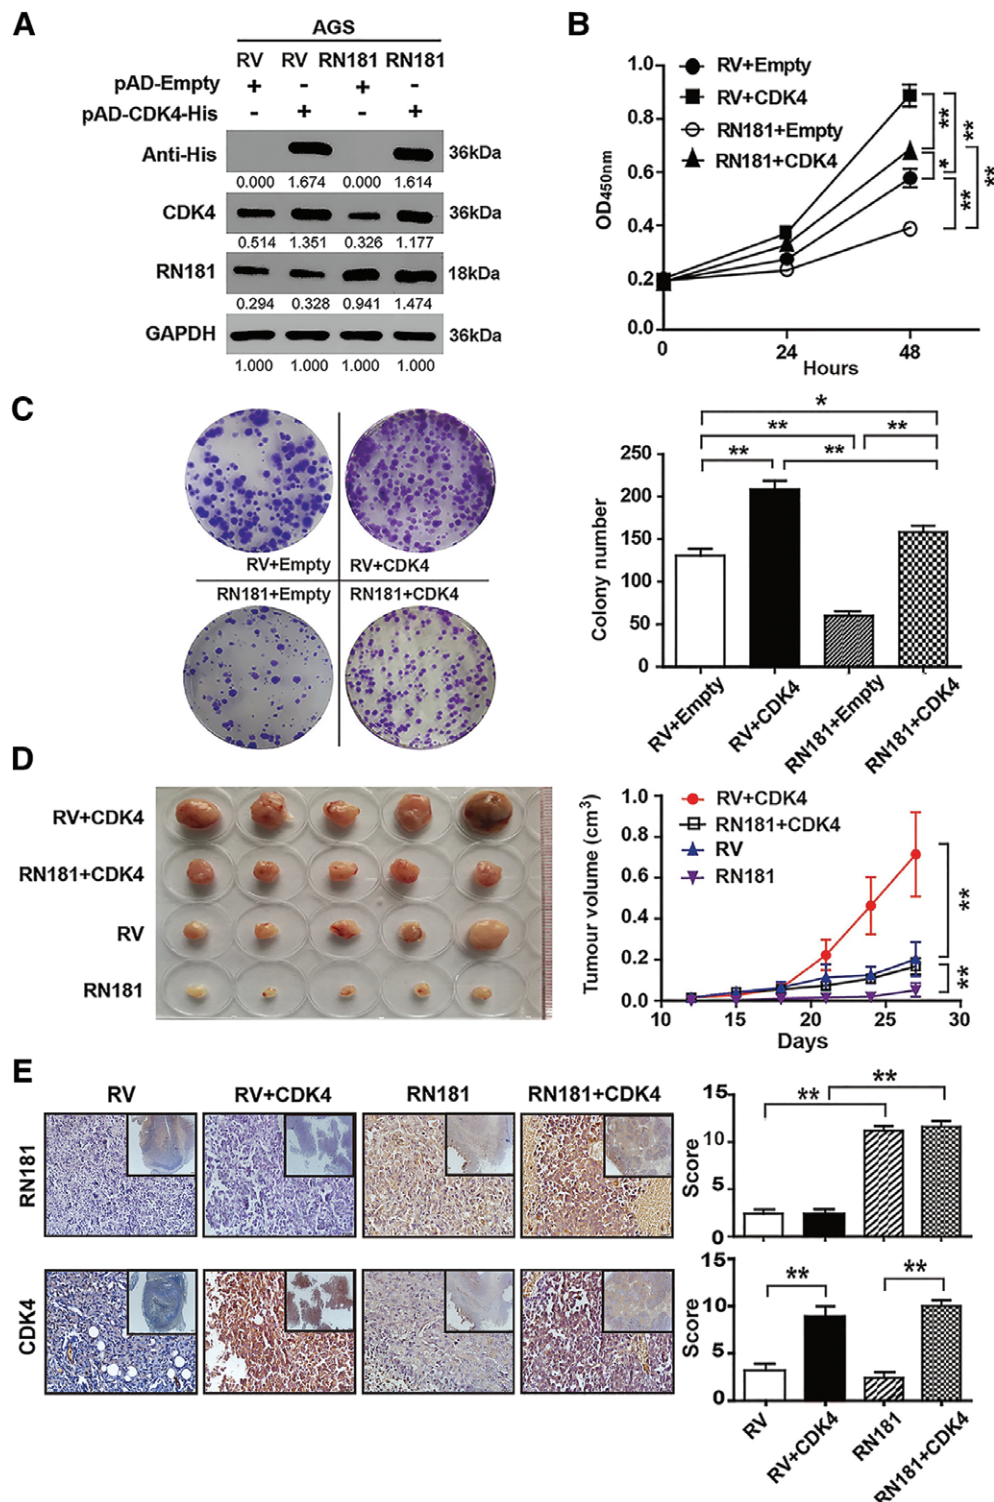 A
AGS
RV RV RN181 RN181
pAD-Empty + - + -
pAD-CDK4-His - + - +
Anti-His 36kDa
0.000 1.674 0.000 1.614
CDK4 36kDa
0.514 1.351 0.326 1.177
RN181 18kDa
0.294 0.328 0.941 1.474
GAPDH 36kDa
1.000 1.000 1.000 1.000
B
RV+Empty
RV+CDK4
RN181+Empty
RN181+CDK4
OD450nm
1.0
0.8
0.6
0.4
0.2
0.0
0 24 48
Hours
**
**
*
**
**
C
RV+Empty RV+CDK4
RN181+Empty RN181+CDK4
*
** **
** **
Colony number
250
200
150
100
50
0
RV+Empty
RV+CDK4
RN181+Empty
RN181+CDK4
D
RV+CDK4
RN181+CDK4
RV
RN181
RV+CDK4
RN181+CDK4
RV
RN181
Tumour volume (cm3)
1.0
0.8
0.6
0.4
0.2
0.0
10 15 20 25 30
Days
**
**
E
RV RV+CDK4 RN181 RN181+CDK4
RN181
CDK4
Score
15
10
5
0
** **
Score
15
10
5
0
** **
RV
RV+CDK4
RN181
RN181+CDK4